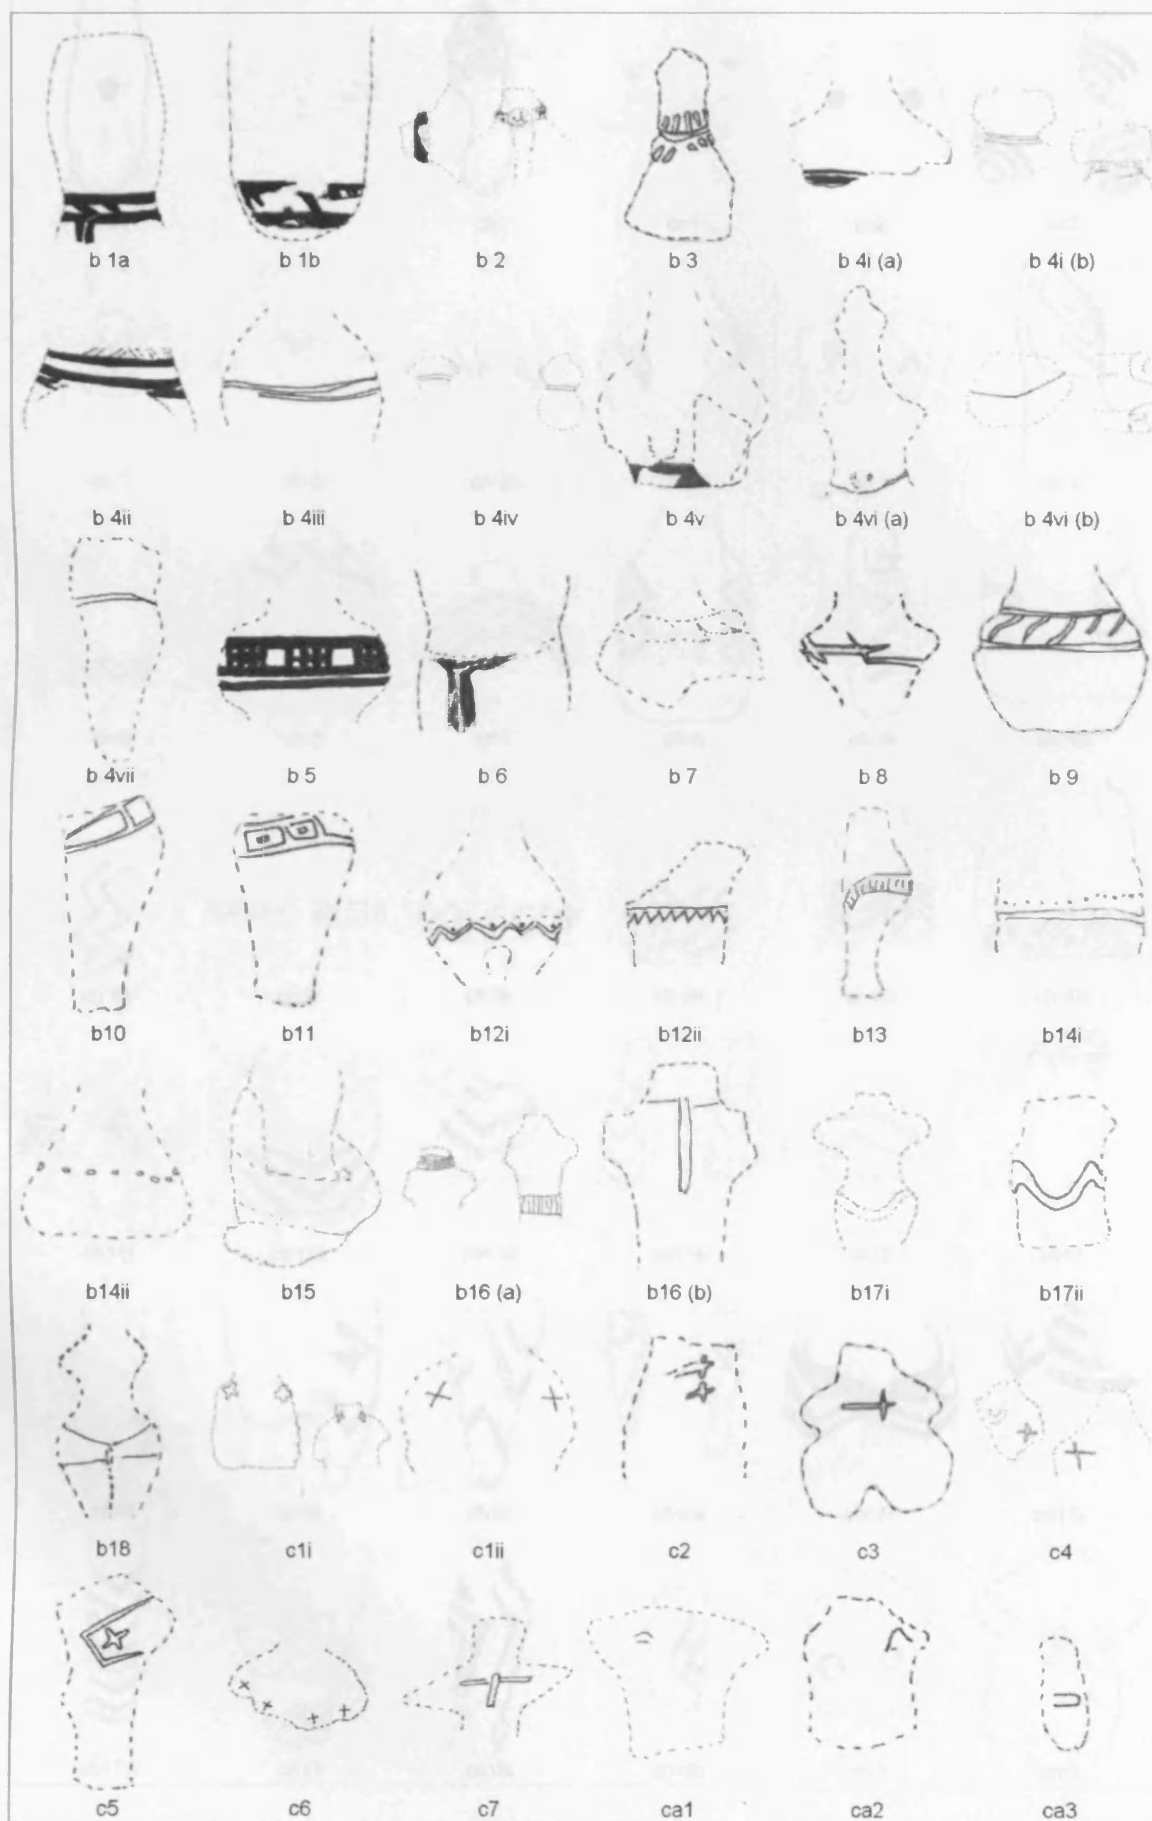 b 1a b 1b b 2 b 3 b 4i (a) b 4i (b)
b 4ii b 4iii b 4iv b 4v b 4vi (a) b 4vi (b)
b 4vii b 5 b 6 b 7 b 8 b 9
b10 b11 b12i b12ii b13 b14i
b14ii b15 b16 (a) b16 (b) b17i b17ii
b18 c1i c1ii c2 c3 c4
c5 c6 c7 ca1 ca2 ca3